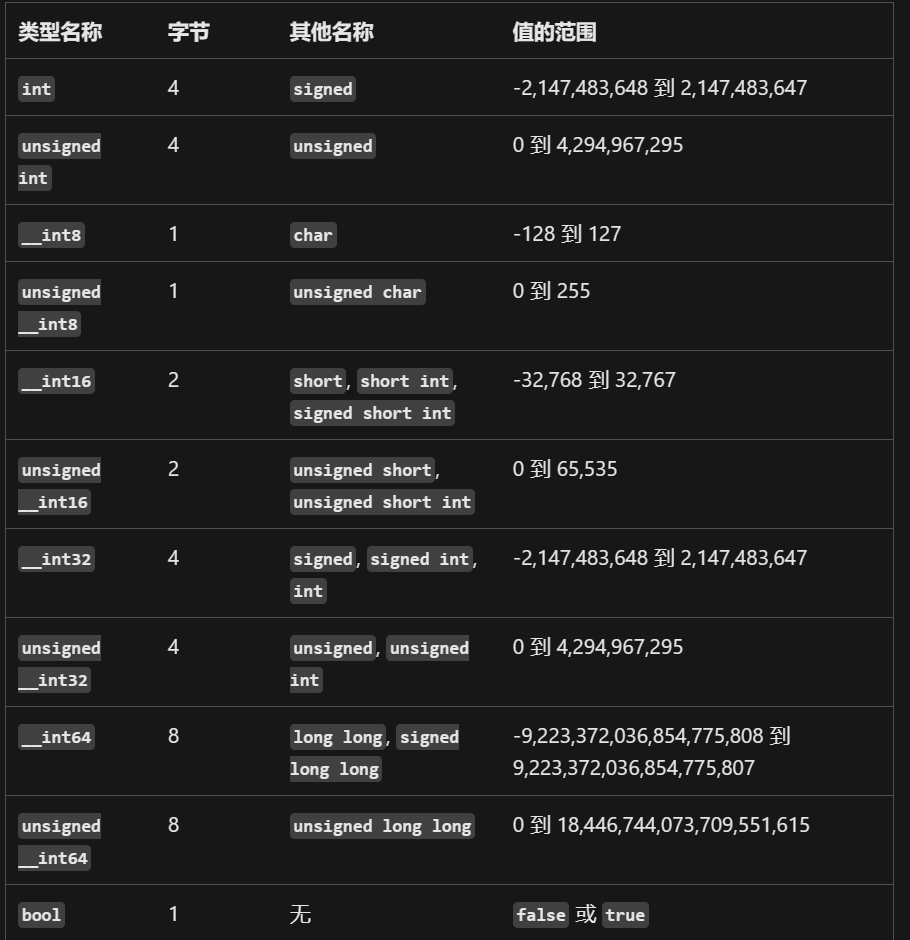 类型名称 字节 其他名称 值的范围
int 4 signed -2,147,483,648 到 2,147,483,647
unsigned 4 unsigned 0 到 4,294,967,295
int
__int8 1 char -128 到 127
unsigned 1 unsigned char 0 到 255
__int8
__int16 2 short, short int, -32,768 到 32,767
signed short int
unsigned 2 unsigned short, 0 到 65,535
__int16 unsigned short int
__int32 4 signed, signed int, -2,147,483,648 到 2,147,483,647
int
unsigned 4 unsigned, unsigned 0 到 4,294,967,295
__int32 int
__int64 8 long long, signed -9,223,372,036,854,775,808 到
long long 9,223,372,036,854,775,807
unsigned 8 unsigned long long 0 到 18,446,744,073,709,551,615
__int64
bool 1 无 false 或 true